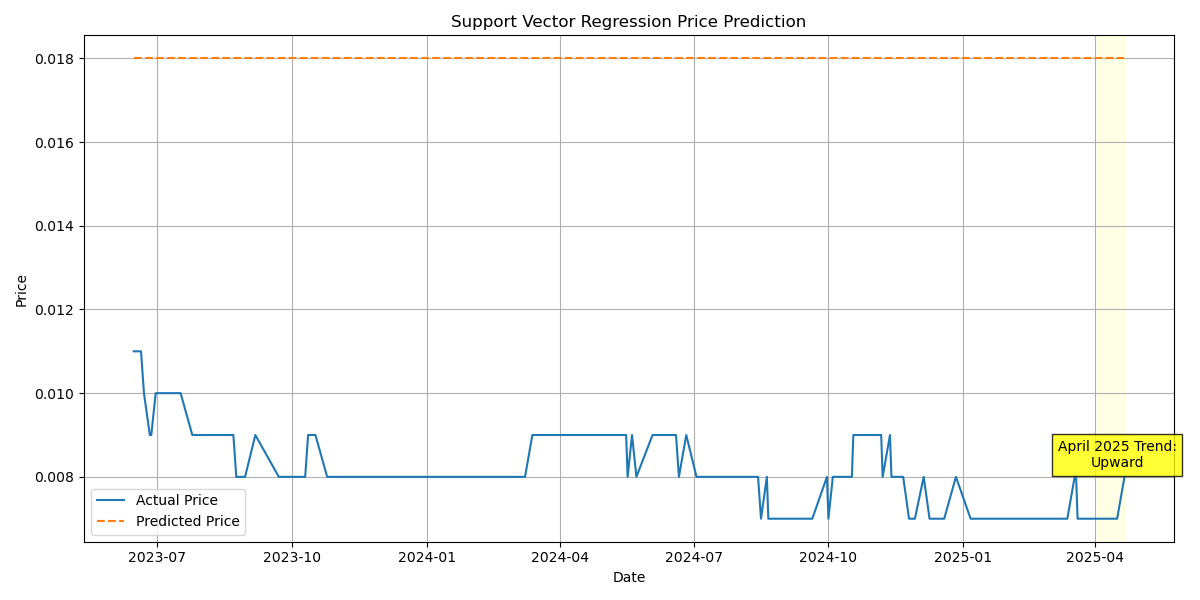 Support Vector Regression Price Prediction
Price
0.018
0.016
0.014
0.012
0.010
0.008
April 2025 Trend:
Upward
Actual Price
Predicted Price
2023-07
2023-10
2024-01
2024-04
2024-07
2024-10
2025-01
2025-04
Date